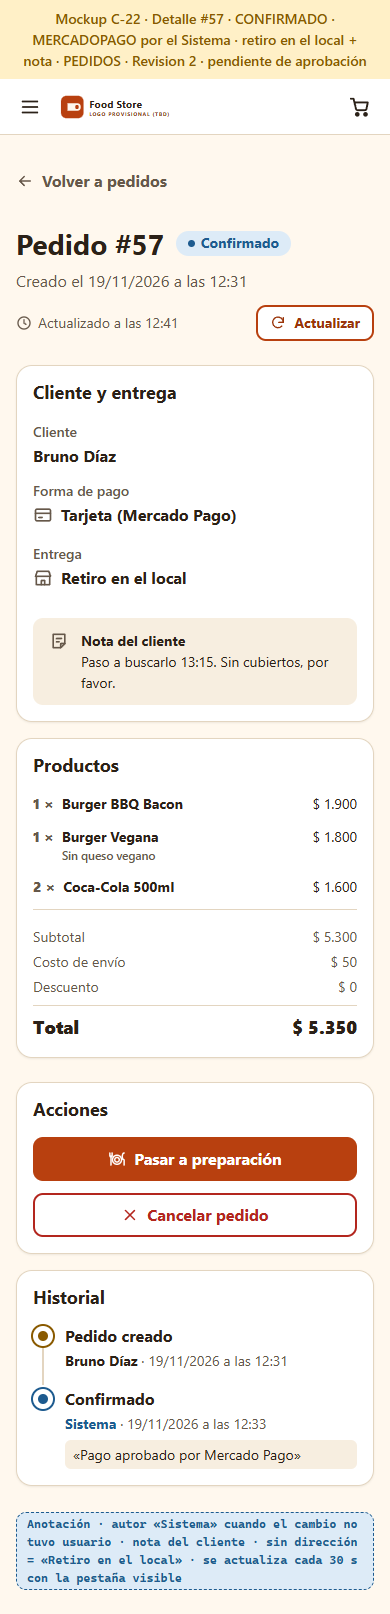 Mockup C-22 · Detalle #57 · CONFIRMADO ·
MERCADOPAGO por el Sistema · retiro en el local +
nota · PEDIDOS · Revision 2 · pendiente de aprobación
Food Store
LOGO PROVISIONAL (TBD)
Volver a pedidos
Pedido #57
Confirmado
Creado el 19/11/2026 a las 12:31
Actualizado a las 12:41
Actualizar
Cliente y entrega
Cliente
Bruno Díaz
Forma de pago
Tarjeta (Mercado Pago)
Entrega
Retiro en el local
Nota del cliente
Paso a buscarlo 13:15. Sin cubiertos, por
favor.
Productos
1 × Burger BBQ Bacon $ 1.900
1 × Burger Vegana $ 1.800
Sin queso vegano
2 × Coca-Cola 500ml $ 1.600
Subtotal $ 5.300
Costo de envío $ 50
Descuento $ 0
Total $ 5.350
Acciones
Pasar a preparación
Cancelar pedido
Historial
Pedido creado
Bruno Díaz · 19/11/2026 a las 12:31
Confirmado
Sistema · 19/11/2026 a las 12:33
«Pago aprobado por Mercado Pago»
Anotación · autor «Sistema» cuando el cambio no
tuvo usuario · nota del cliente · sin dirección
= «Retiro en el local» · se actualiza cada 30 s
con la pestaña visible